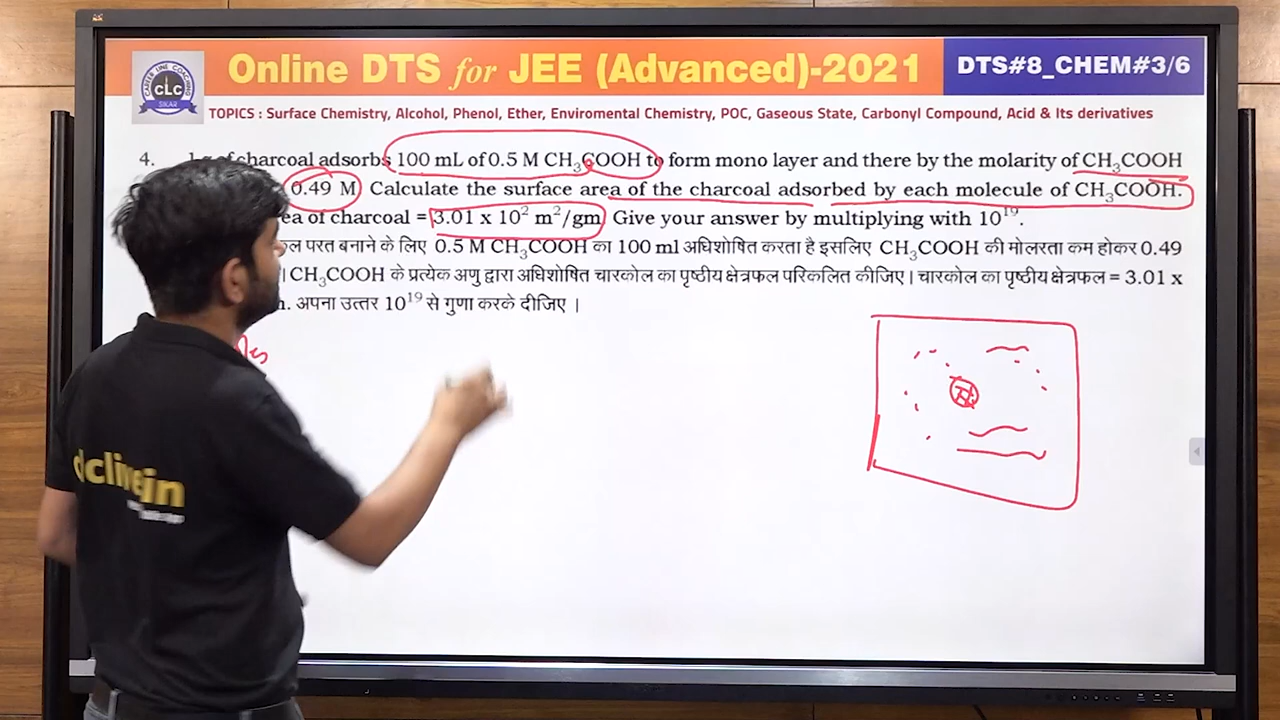 Online DTS for JEE (Advanced)-2021
DTS#8_CHEM#3/6
CAREER LINE COACHING
cLc
SIKAR
TOPICS : Surface Chemistry, Alcohol, Phenol, Ether, Enviromental Chemistry, POC, Gaseous State, Carbonyl Compound, Acid & Its derivatives
4. charcoal adsorbs 100 mL of 0.5 M CH₃COOH to form mono layer and there by the molarity of CH₃COOH
0.49 M. Calculate the surface area of the charcoal adsorbed by each molecule of CH₃COOH.
of charcoal = 3.01 x 10² m²/gm. Give your answer by multiplying with 10¹⁹.
परत बनाने के लिए 0.5 M CH₃COOH का 100 ml अधिशोषित करता है इसलिए CH₃COOH की मोलरता कम होकर 0.49
। CH₃COOH के प्रत्येक अणु द्वारा अधिशोषित चारकोल का पृष्ठीय क्षेत्रफल परिकलित कीजिए। चारकोल का पृष्ठीय क्षेत्रफल = 3.01 x
अपना उत्तर 10¹⁹ से गुणा करके दीजिए ।